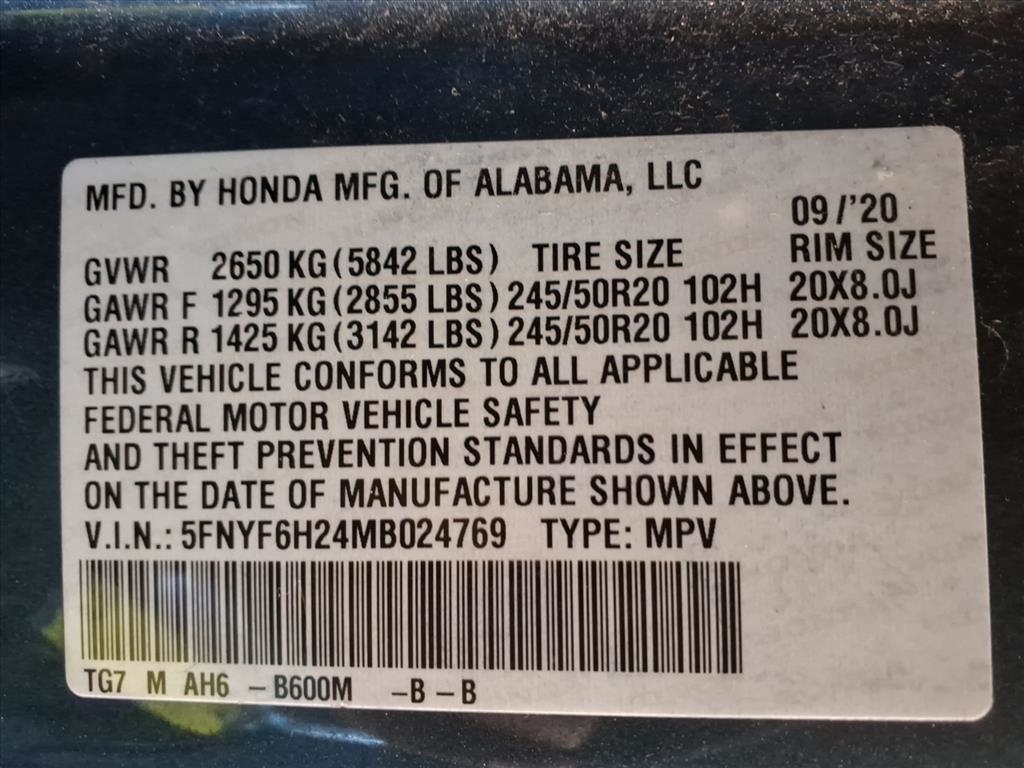 MFD. BY HONDA MFG. OF ALABAMA, LLC
09/'20
GVWR 2650 KG (5842 LBS) TIRE SIZE RIM SIZE
GAWR F 1295 KG (2855 LBS) 245/50R20 102H 20X8.0J
GAWR R 1425 KG (3142 LBS) 245/50R20 102H 20X8.0J
THIS VEHICLE CONFORMS TO ALL APPLICABLE
FEDERAL MOTOR VEHICLE SAFETY
AND THEFT PREVENTION STANDARDS IN EFFECT
ON THE DATE OF MANUFACTURE SHOWN ABOVE.
V.I.N.: 5FNYF6H24MB024769 TYPE: MPV
TG7 M AH6 -B600M -B -B